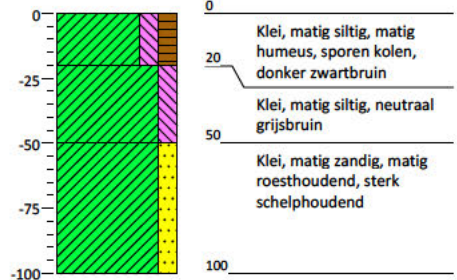 0
-25
-50
-75
-100
0
Klei, matig siltig, matig
humeus, sporen kolen,
donker zwartbruin
20
Klei, matig siltig, neutraal
grijsbruin
50
Klei, matig zandig, matig
roesthoudend, sterk
schelphoudend
100